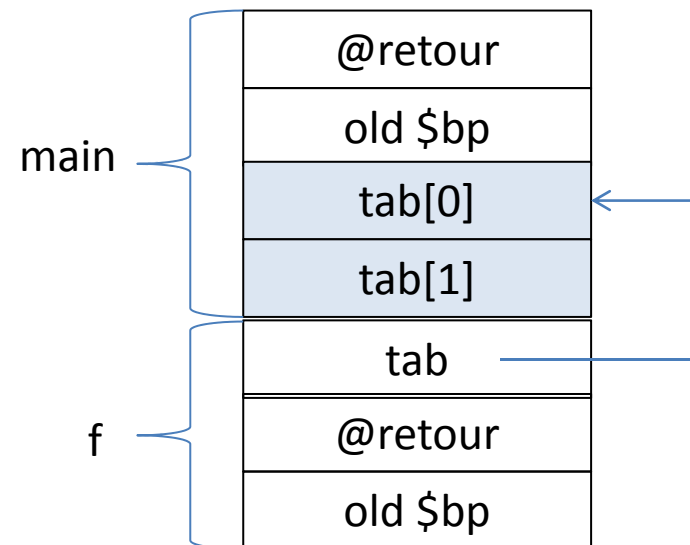 @retour
old $bp
main
tab[0]
tab[1]
tab
f
@retour
old $bp